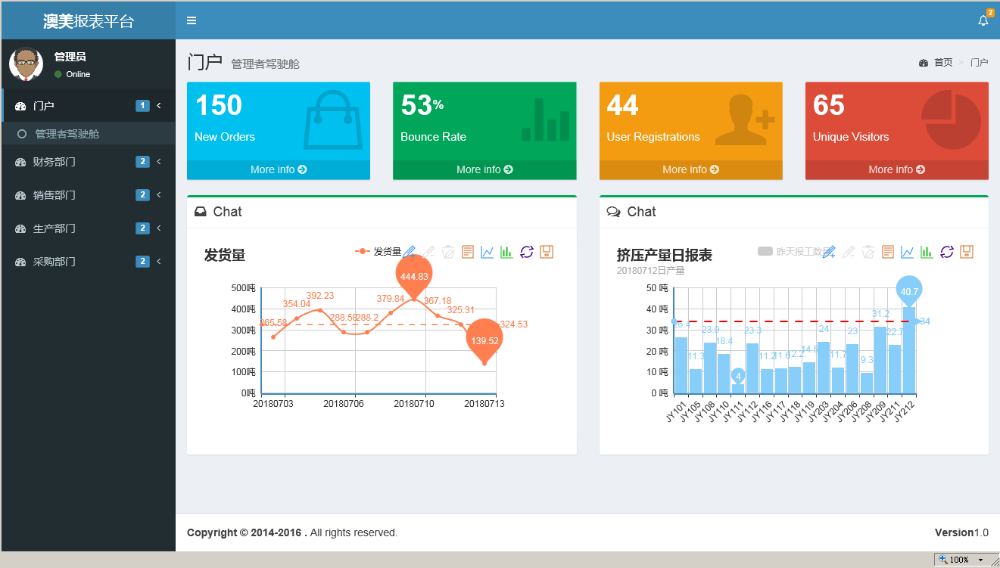 澳美报表平台
2
管理员
Online
门户 1
管理者驾驶舱
财务部门 2
销售部门 2
生产部门 2
采购部门 2
门户 管理者驾驶舱
首页 > 门户
150
New Orders
More info
53%
Bounce Rate
More info
44
User Registrations
More info
65
Unique Visitors
More info
Chat
发货量
发货量
500吨
400吨
300吨
200吨
100吨
0吨
265.58
354.04
392.23
288.58
288.2
379.84
444.83
367.18
325.31
139.52
324.53
20180703 20180706 20180710 20180713
Chat
挤压产量日报表
20180712日产量
昨天报工数量
50 吨
40 吨
30 吨
20 吨
10 吨
0 吨
26.4
11.3
23.9
18.4
4
23.3
11.2
11.6
12.2
14.5
24
11.7
23
9.3
31.2
22.7
40.7
34
JY101 JY105 JY108 JY110 JY111 JY112 JY116 JY117 JY118 JY119 JY203 JY204 JY206 JY208 JY209 JY211 JY212
Copyright © 2014-2016 . All rights reserved.
Version1.0
100%